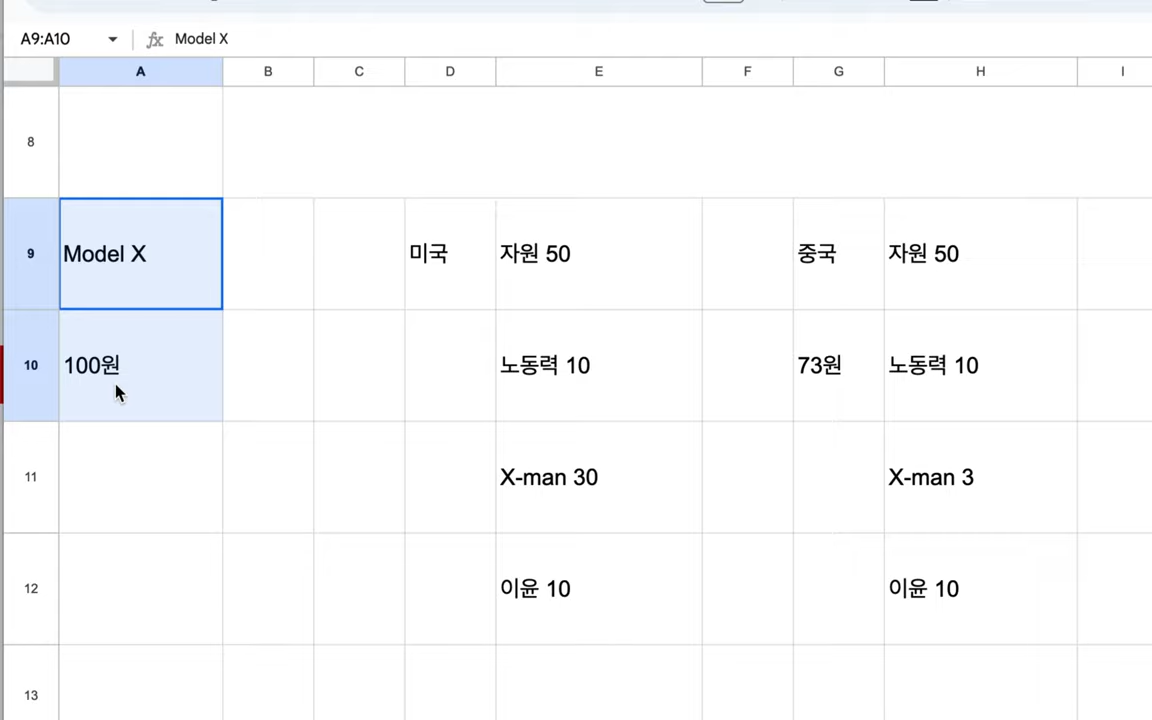 A9:A10 fx Model X
A B C D E F G H I
8
9 Model X 미국 자원 50 중국 자원 50
10 100원 노동력 10 73원 노동력 10
11 X-man 30 X-man 3
12 이윤 10 이윤 10
13